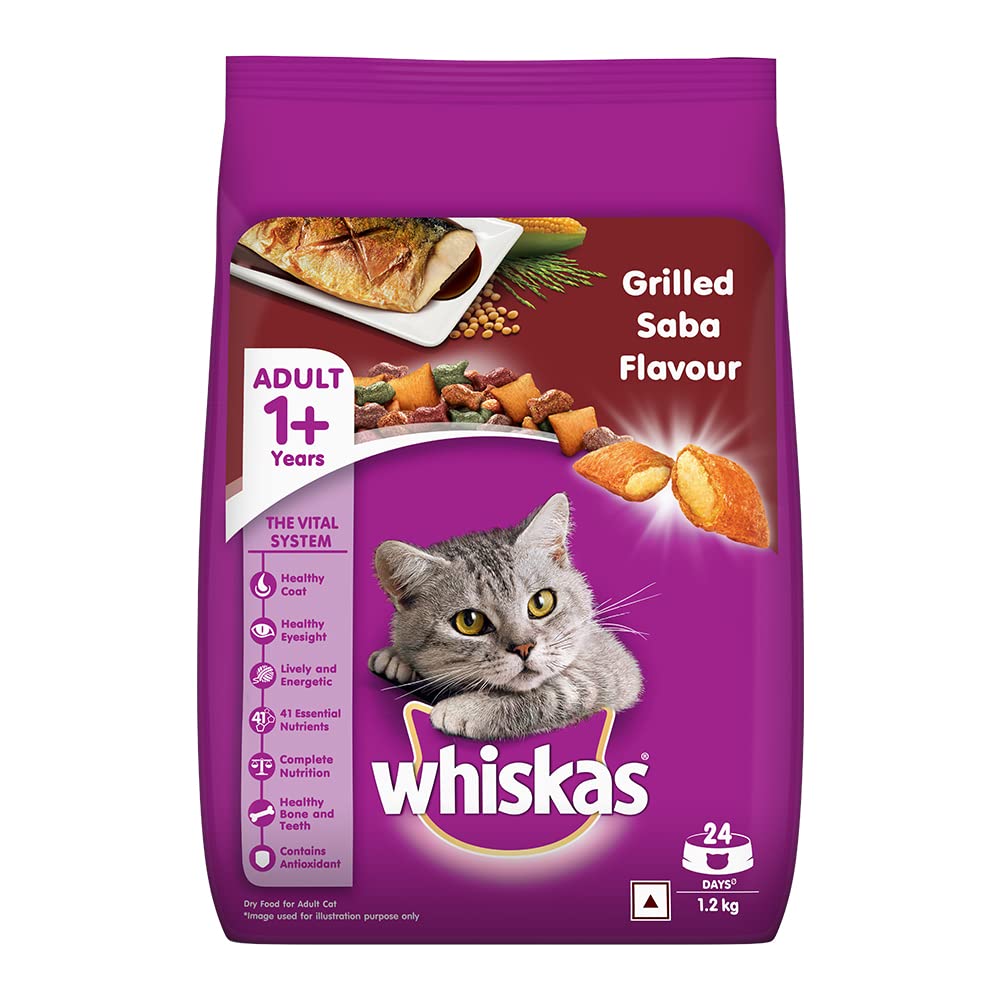 Grilled
Saba
Flavour
ADULT
1+
Years
THE VITAL
SYSTEM
Healthy
Coat
Healthy
Eyesight
Lively and
Energetic
41
41 Essential
Nutrients
Complete
Nutrition
Healthy
Bone and
Teeth
Contains
Antioxidant
whiskas®
24
DAYSØ
1.2 kg
Dry Food for Adult Cat
*Image used for illustration purpose only